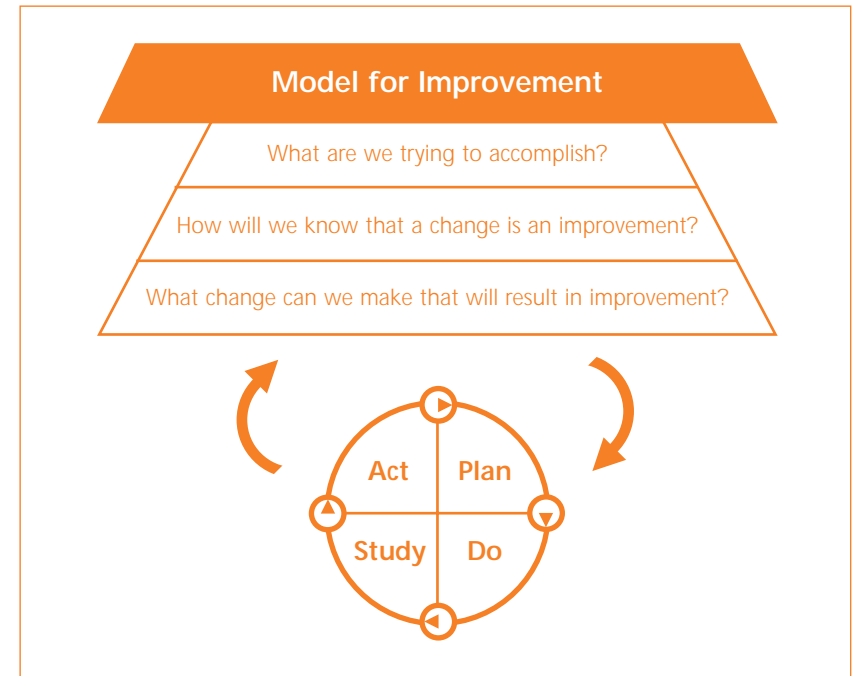 Model for Improvement
What are we trying to accomplish?
How will we know that a change is an improvement?
What change can we make that will result in improvement?
Act Plan
Study Do